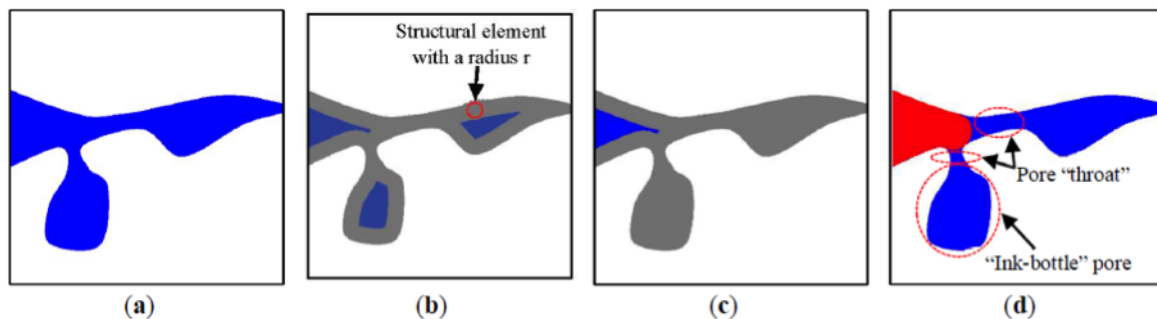 Structural element
with a radius r
Pore “throat”
“Ink-bottle” pore
(a)
(b)
(c)
(d)